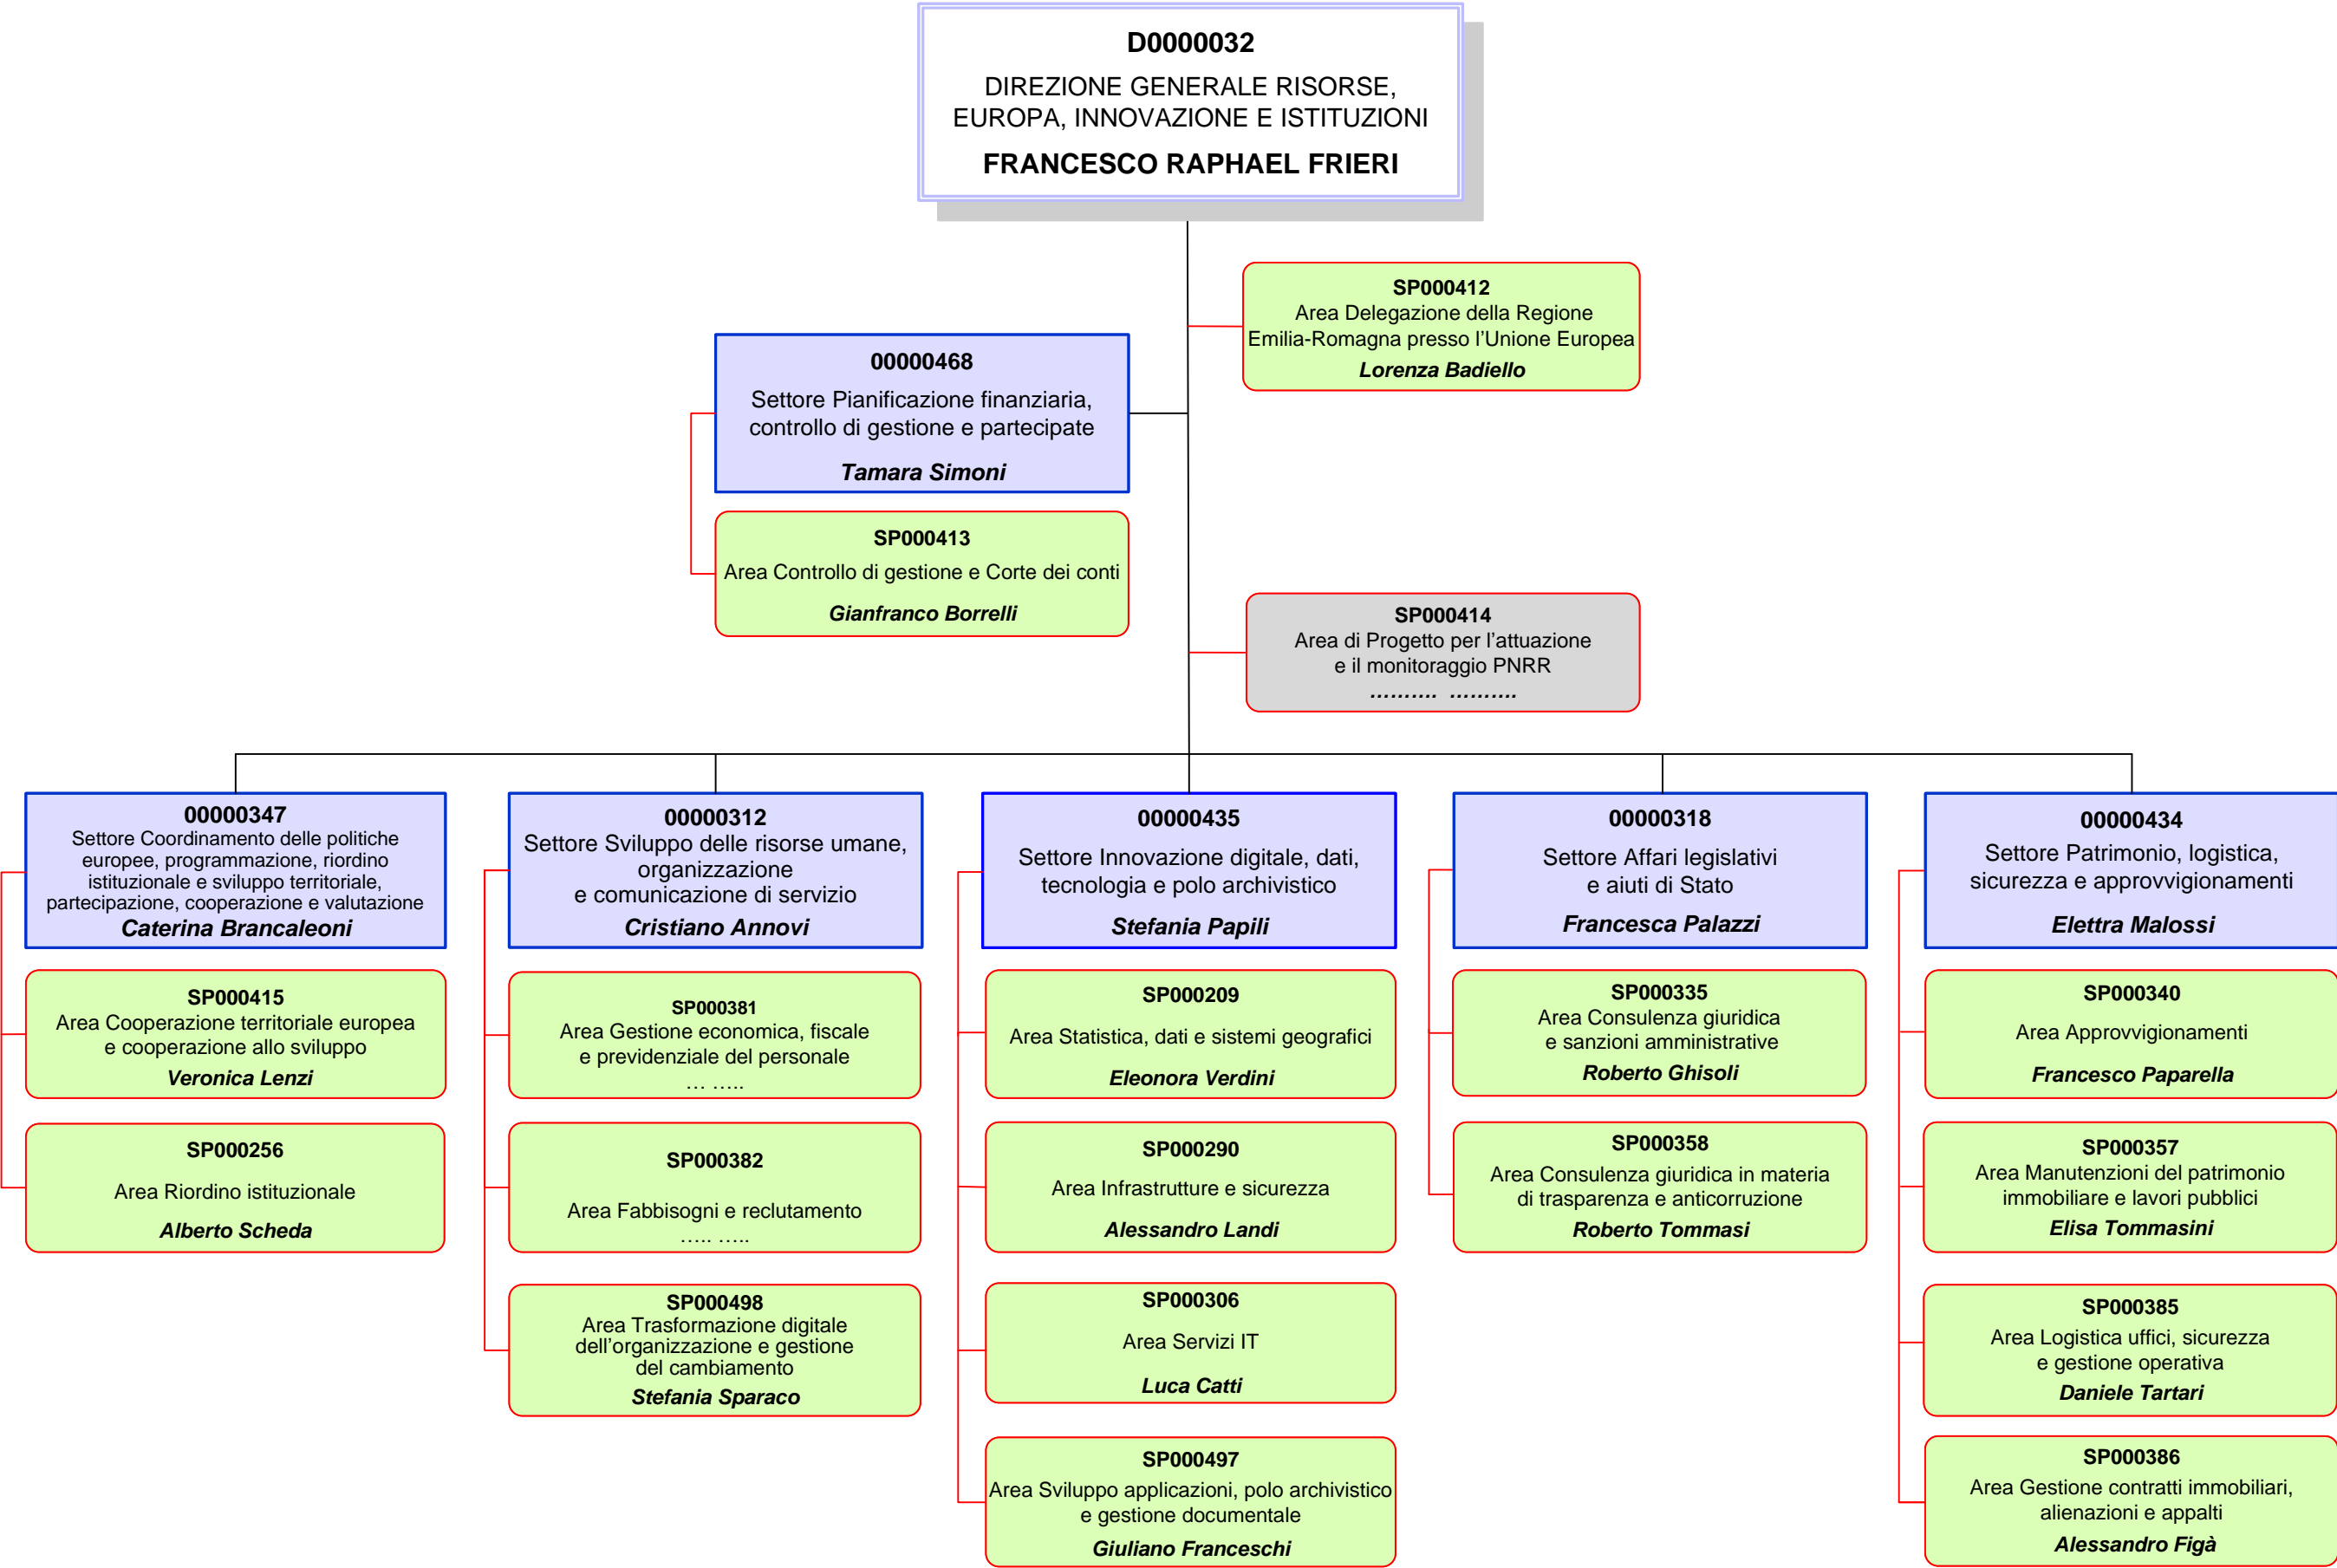 D0000032
DIREZIONE GENERALE RISORSE,
EUROPA, INNOVAZIONE E ISTITUZIONI
FRANCESCO RAPHAEL FRIERI
SP000412
Area Delegazione della Regione
Emilia-Romagna presso l’Unione Europea
Lorenza Badiello
00000468
Settore Pianificazione finanziaria,
controllo di gestione e partecipate
Tamara Simoni
SP000413
Area Controllo di gestione e Corte dei conti
Gianfranco Borrelli
SP000414
Area di Progetto per l’attuazione
e il monitoraggio PNRR
………. ……….
00000347
Settore Coordinamento delle politiche
europee, programmazione, riordino
istituzionale e sviluppo territoriale,
partecipazione, cooperazione e valutazione
Caterina Brancaleoni
SP000415
Area Cooperazione territoriale europea
e cooperazione allo sviluppo
Veronica Lenzi
SP000256
Area Riordino istituzionale
Alberto Scheda
00000312
Settore Sviluppo delle risorse umane,
organizzazione
e comunicazione di servizio
Cristiano Annovi
SP000381
Area Gestione economica, fiscale
e previdenziale del personale
… …..
SP000382
Area Fabbisogni e reclutamento
….. …..
SP000498
Area Trasformazione digitale
dell’organizzazione e gestione
del cambiamento
Stefania Sparaco
00000435
Settore Innovazione digitale, dati,
tecnologia e polo archivistico
Stefania Papili
SP000209
Area Statistica, dati e sistemi geografici
Eleonora Verdini
SP000290
Area Infrastrutture e sicurezza
Alessandro Landi
SP000306
Area Servizi IT
Luca Catti
SP000497
Area Sviluppo applicazioni, polo archivistico
e gestione documentale
Giuliano Franceschi
00000318
Settore Affari legislativi
e aiuti di Stato
Francesca Palazzi
SP000335
Area Consulenza giuridica
e sanzioni amministrative
Roberto Ghisoli
SP000358
Area Consulenza giuridica in materia
di trasparenza e anticorruzione
Roberto Tommasi
00000434
Settore Patrimonio, logistica,
sicurezza e approvvigionamenti
Elettra Malossi
SP000340
Area Approvvigionamenti
Francesco Paparella
SP000357
Area Manutenzioni del patrimonio
immobiliare e lavori pubblici
Elisa Tommasini
SP000385
Area Logistica uffici, sicurezza
e gestione operativa
Daniele Tartari
SP000386
Area Gestione contratti immobiliari,
alienazioni e appalti
Alessandro Figà